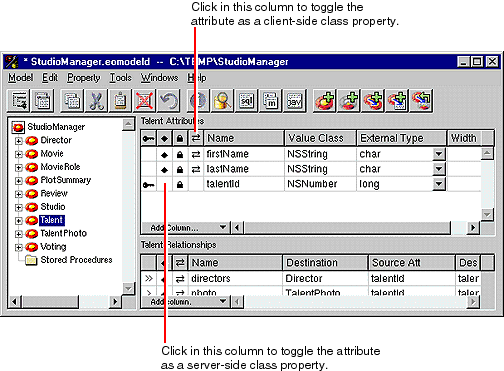 Click in this column to toggle the
attribute as a client-side class property.
* StudioManager.eomodeld -- C:\TEMP\StudioManager
Model Edit Property Tools Windows Help
sql
jav
StudioManager
Director
Movie
MovieRole
PlotSummary
Review
Studio
Talent
TalentPhoto
Voting
Stored Procedures
Talent Attributes
Name Value Class External Type Width
firstName NSString char
lastName NSString char
talentId NSNumber long
Add Column...
Talent Relationships
Name Destination Source Att Des
directors Director talentId taler
photo TalentPhoto talentId taler
Add Column.
Click in this column to toggle the attribute
as a server-side class property.